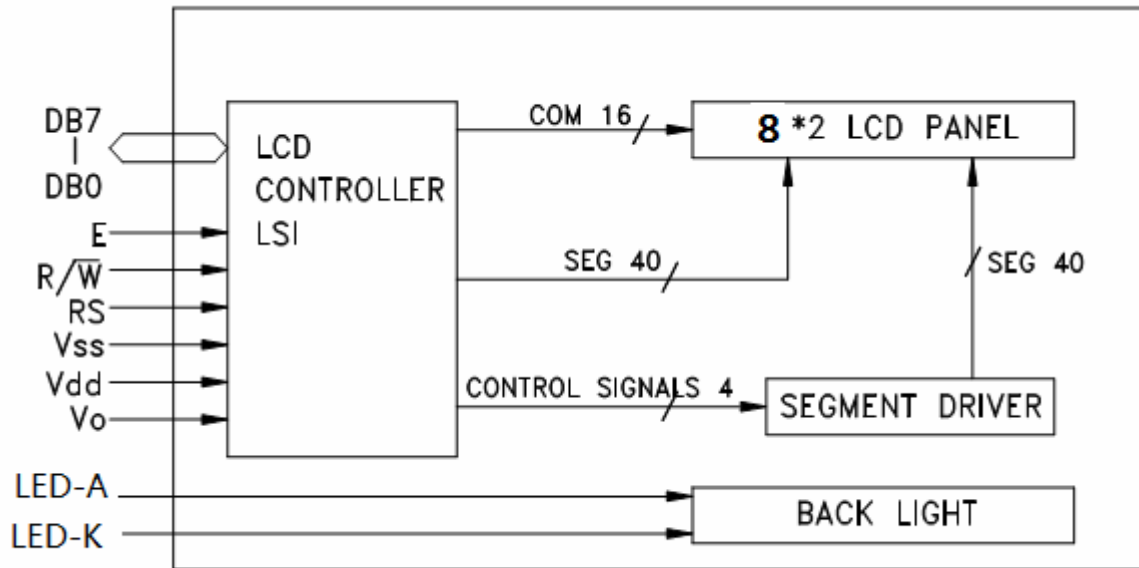 DB7
|
DB0
E
R/W̅
RS
Vss
Vdd
Vo
LED-A
LED-K
LCD
CONTROLLER
LSI
COM 16
8 *2 LCD PANEL
SEG 40
SEG 40
CONTROL SIGNALS 4
SEGMENT DRIVER
BACK LIGHT